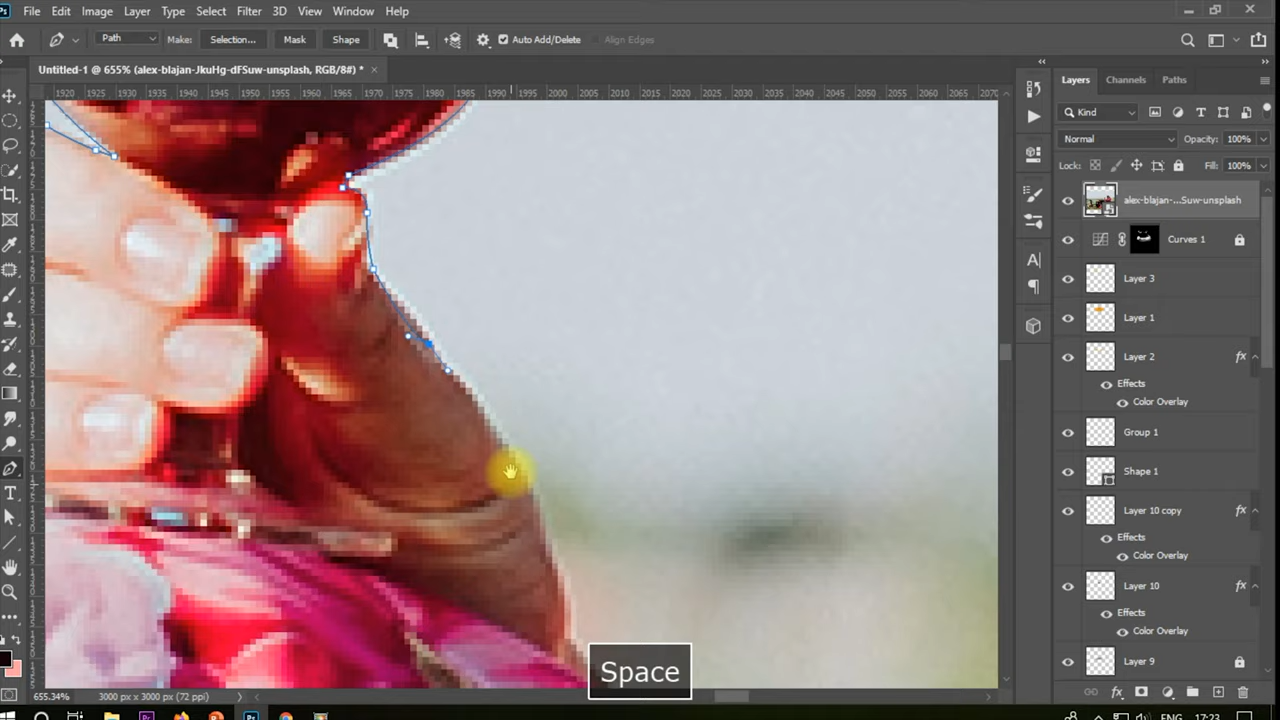 Ps File Edit Image Layer Type Select Filter 3D View Window Help
Path Make: Selection... Mask Shape Auto Add/Delete Align Edges
Untitled-1 @ 655% (alex-blajan-JkuHg-dFSuw-unsplash, RGB/8#) * ×
Layers Channels Paths
1920 1925 1930 1935 1940 1945 1950 1955 1960 1965 1970 1975 1980 1985 1990 1995 2000 2005 2010 2015 2020 2025 2030 2035 2040 2045 2050 2055 2060 2065 2070
Kind
Normal Opacity: 100%
Lock: Fill: 100%
alex-blajan-...Suw-unsplash
Curves 1
Layer 3
Layer 1
Layer 2 fx
Effects
Color Overlay
Group 1
Shape 1
Layer 10 copy fx
Effects
Color Overlay
Layer 10 fx
Effects
Color Overlay
Layer 9
Space
655.34% 3000 px x 3000 px (72 ppi)
ENG 17:23